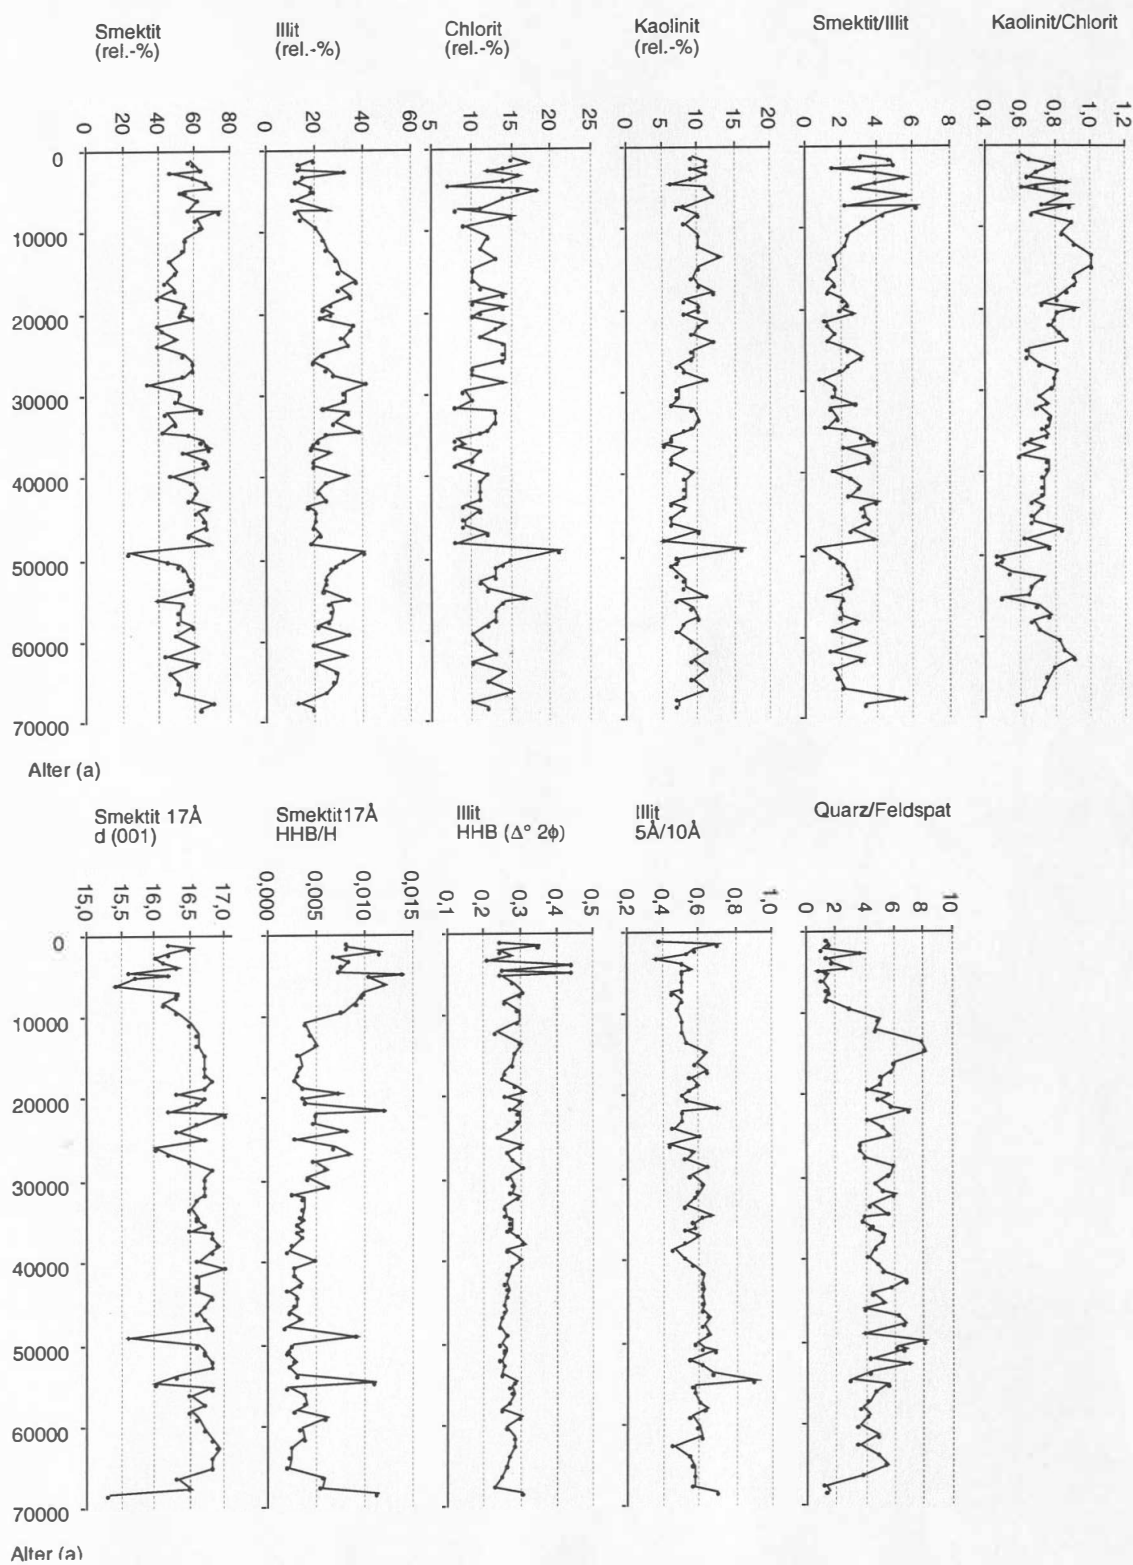 Smektit
(rel.-%)
Illit
(rel.-%)
Chlorit
(rel.-%)
Kaolinit
(rel.-%)
Smektit/Illit
Kaolinit/Chlorit
0 20 40 60 80
0 20 40 60
5 10 15 20 25
0 5 10 15 20
0 2 4 6 8
0,4 0,6 0,8 1,0 1,2
0
10000
20000
30000
40000
50000
60000
70000
Alter (a)
Smektit 17Å
d (001)
Smektit17Å
HHB/H
Illit
HHB (Δ° 2ϕ)
Illit
5Å/10Å
Quarz/Feldspat
15,0 15,5 16,0 16,5 17,0
0,000 0,005 0,010 0,015
0,1 0,2 0,3 0,4 0,5
0,2 0,4 0,6 0,8 1,0
0 2 4 6 8 10
0
10000
20000
30000
40000
50000
60000
70000
Alter (a)